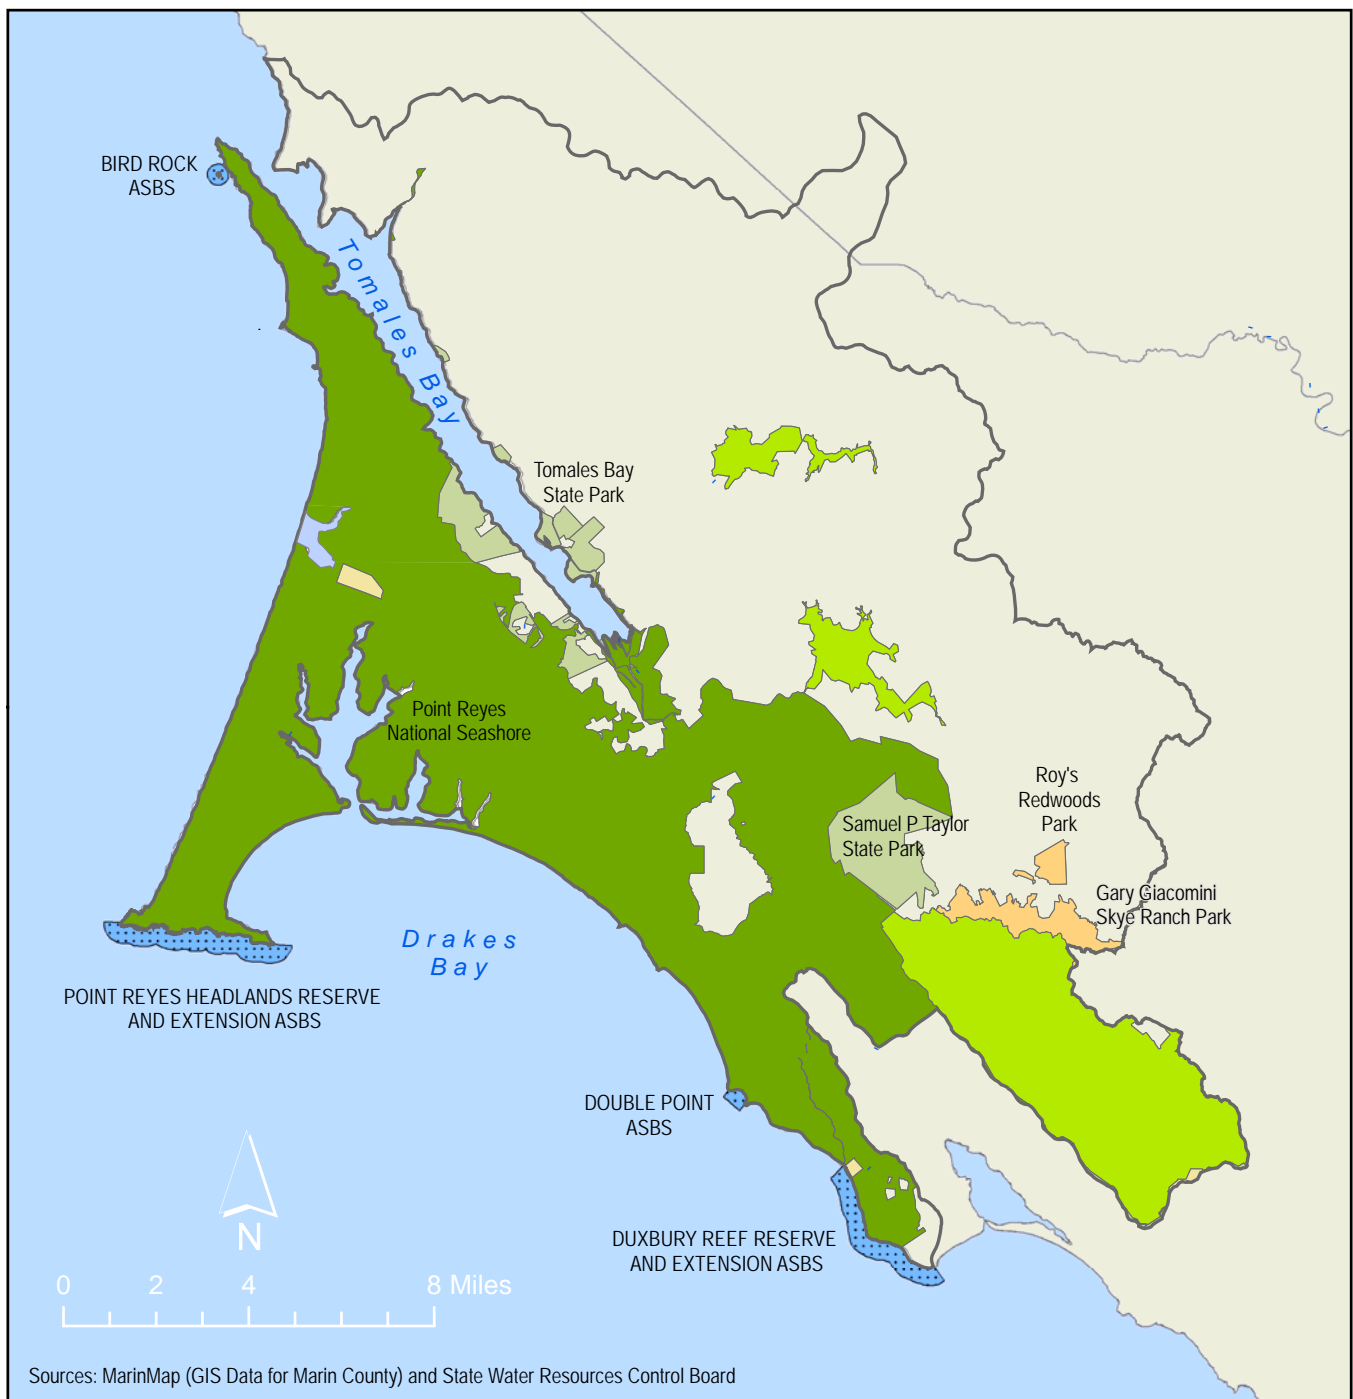 BIRD ROCK
ASBS
Tomales Bay
Tomales Bay
State Park
Point Reyes
National Seashore
Roy's
Redwoods
Park
Samuel P Taylor
State Park
Gary Giacomini
Skye Ranch Park
Drakes
Bay
POINT REYES HEADLANDS RESERVE
AND EXTENSION ASBS
DOUBLE POINT
ASBS
DUXBURY REEF RESERVE
AND EXTENSION ASBS
N
0 2 4 8 Miles
Sources: MarinMap (GIS Data for Marin County) and State Water Resources Control Board